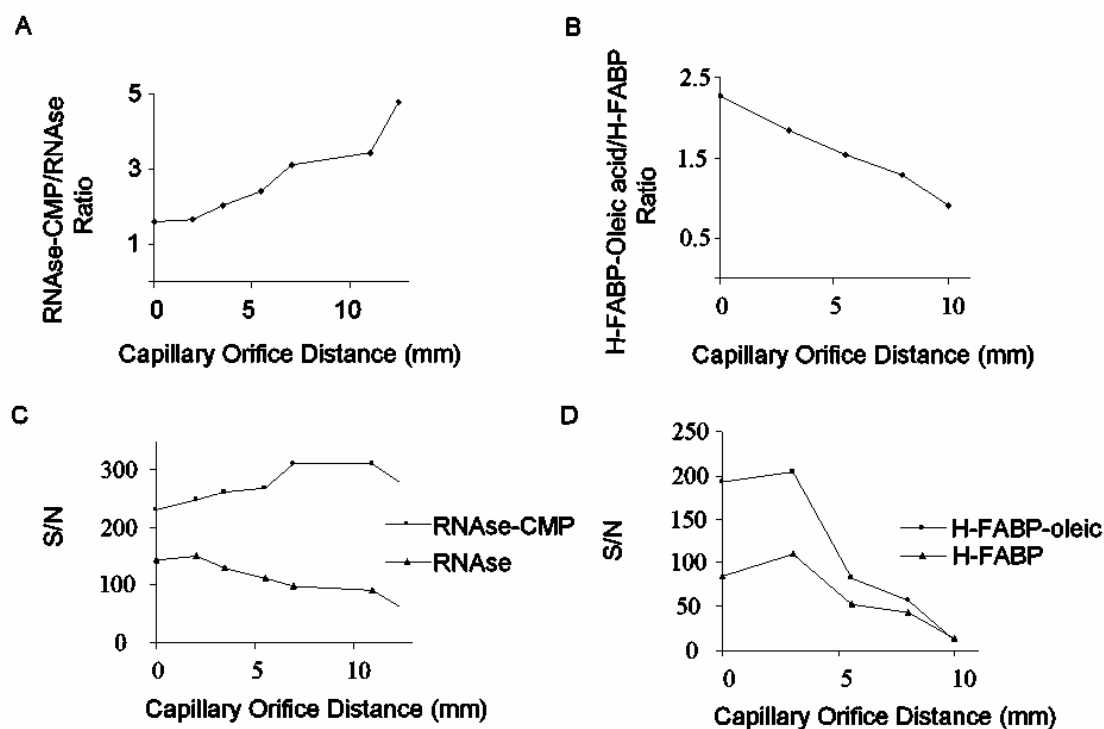 A
RNAse-CMP/RNAse
Ratio
5
3
1
0
5
10
Capillary Orifice Distance (mm)
B
H-FABP-Oleic acid/H-FABP
Ratio
2.5
1.5
0.5
0
5
10
Capillary Orifice Distance (mm)
C
S/N
300
200
100
0
RNAse-CMP
RNAse
0
5
10
Capillary Orifice Distance (mm)
D
S/N
250
200
150
100
50
0
H-FABP-oleic
H-FABP
0
5
10
Capillary Orifice Distance (mm)